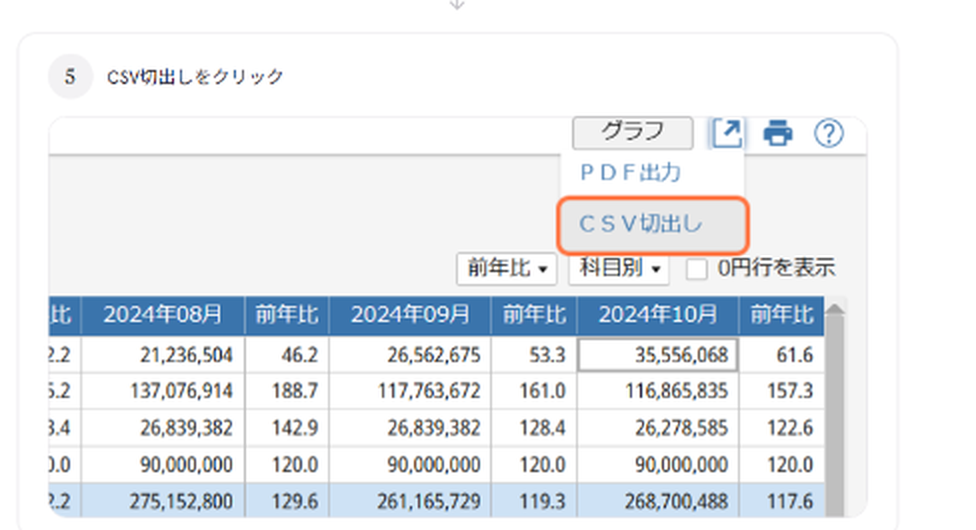 5 CSV切出しをクリック
グラフ
ＰＤＦ出力
ＣＳＶ切出し
前年比 科目別 0円行を表示
比 2024年08月 前年比 2024年09月 前年比 2024年10月 前年比
2.2 21,236,504 46.2 26,562,675 53.3 35,556,068 61.6
5.2 137,076,914 188.7 117,763,672 161.0 116,865,835 157.3
3.4 26,839,382 142.9 26,839,382 128.4 26,278,585 122.6
0.0 90,000,000 120.0 90,000,000 120.0 90,000,000 120.0
2.2 275,152,800 129.6 261,165,729 119.3 268,700,488 117.6